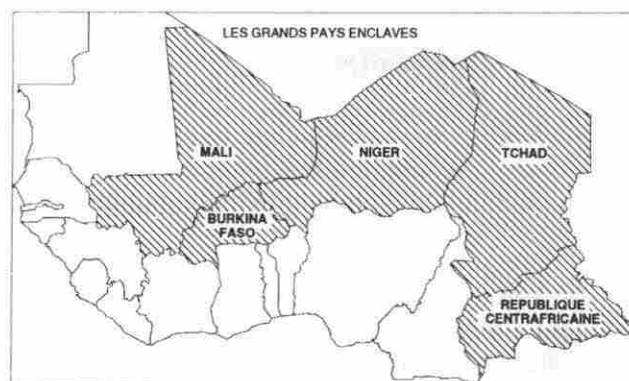 LES GRANDS PAYS ENCLAVES
MALI
NIGER
TCHAD
BURKINA
FASO
REPUBLIQUE
CENTRAFRICAINE